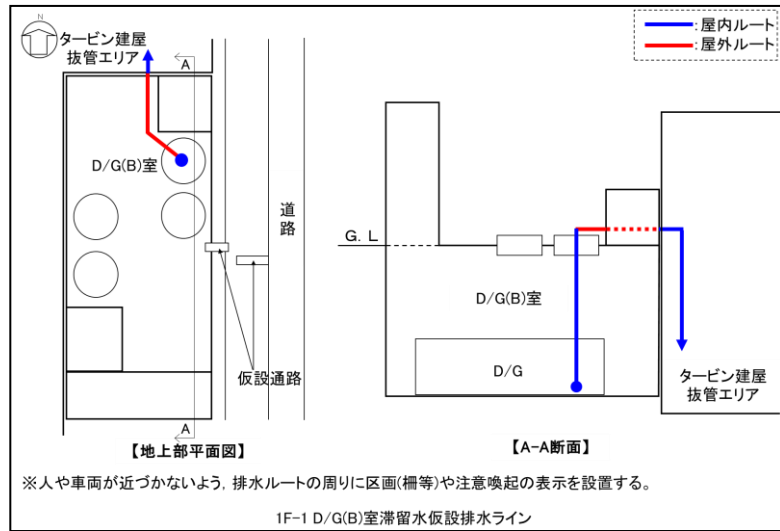 N
タービン建屋
抜管エリア
A
D/G(B)室
道路
仮設通路
A
【地上部平面図】
:屋内ルート
:屋外ルート
G. L
D/G(B)室
D/G
タービン建屋
抜管エリア
【A-A断面】
※人や車両が近づかないよう, 排水ルートの周りに区画(柵等)や注意喚起の表示を設置する。
1F-1 D/G(B)室滞留水仮設排水ライン